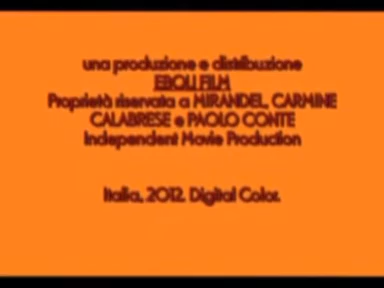 una produzione e distribuzione
EBOLI FILM
Proprietà riservata a MIRANDEL, CARMINE
CALABRESE e PAOLO CONTE
Independent Movie Production
Italia, 2012. Digital Color.